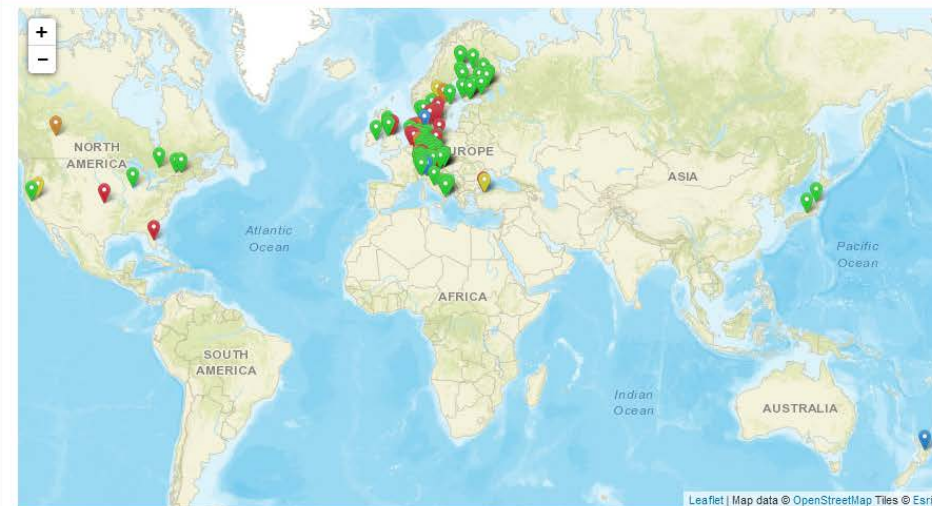 +
−
NORTH
AMERICA
Atlantic
Ocean
EUROPE
ASIA
Pacific
Ocean
AFRICA
SOUTH
AMERICA
Indian
Ocean
AUSTRALIA
Leaflet | Map data © OpenStreetMap Tiles © Esri